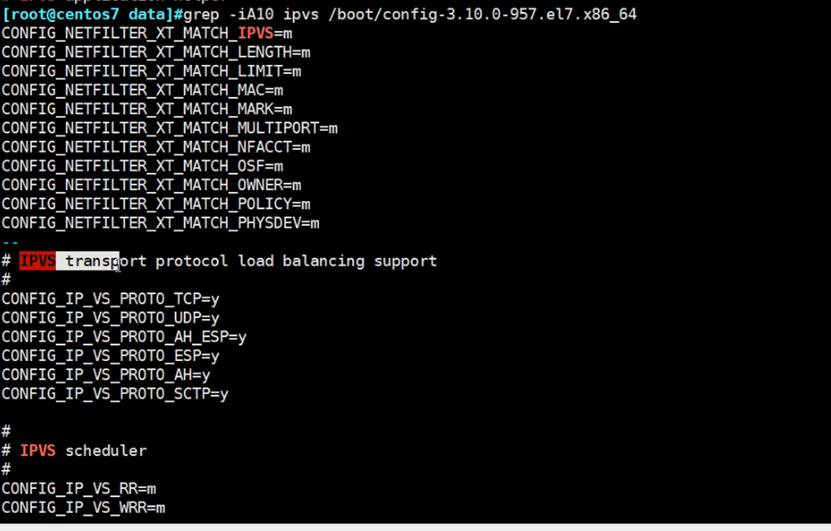 [root@centos7 data]#grep -iA10 ipvs /boot/config-3.10.0-957.el7.x86_64
CONFIG_NETFILTER_XT_MATCH_IPVS=m
CONFIG_NETFILTER_XT_MATCH_LENGTH=m
CONFIG_NETFILTER_XT_MATCH_LIMIT=m
CONFIG_NETFILTER_XT_MATCH_MAC=m
CONFIG_NETFILTER_XT_MATCH_MARK=m
CONFIG_NETFILTER_XT_MATCH_MULTIPORT=m
CONFIG_NETFILTER_XT_MATCH_NFACCT=m
CONFIG_NETFILTER_XT_MATCH_OSF=m
CONFIG_NETFILTER_XT_MATCH_OWNER=m
CONFIG_NETFILTER_XT_MATCH_POLICY=m
CONFIG_NETFILTER_XT_MATCH_PHYSDEV=m
--
# IPVS transport protocol load balancing support
#
CONFIG_IP_VS_PROTO_TCP=y
CONFIG_IP_VS_PROTO_UDP=y
CONFIG_IP_VS_PROTO_AH_ESP=y
CONFIG_IP_VS_PROTO_ESP=y
CONFIG_IP_VS_PROTO_AH=y
CONFIG_IP_VS_PROTO_SCTP=y

#
# IPVS scheduler
#
CONFIG_IP_VS_RR=m
CONFIG_IP_VS_WRR=m